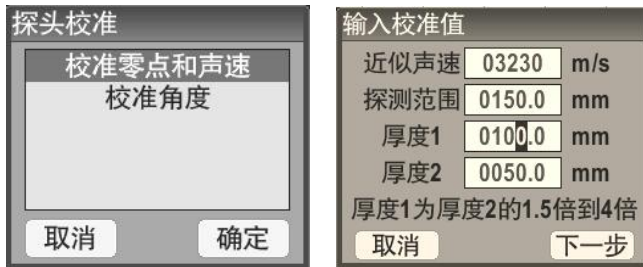 探头校准
校准零点和声速
校准角度
取消 确定
输入校准值
近似声速 03230 m/s
探测范围 0150.0 mm
厚度1 0100.0 mm
厚度2 0050.0 mm
厚度1为厚度2的1.5倍到4倍
取消 下一步